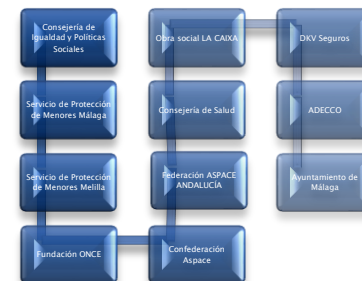 Consejería de
Igualdad y Políticas
Sociales
Servicio de Protección
de Menores Málaga
Servicio de Protección
de Menores Melilla
Fundación ONCE
Confederación
Aspace
Federación ASPACE
ANDALUCÍA
Consejería de Salud
Obra social LA CAIXA
DKV Seguros
ADECCO
Ayuntamiento de
Málaga